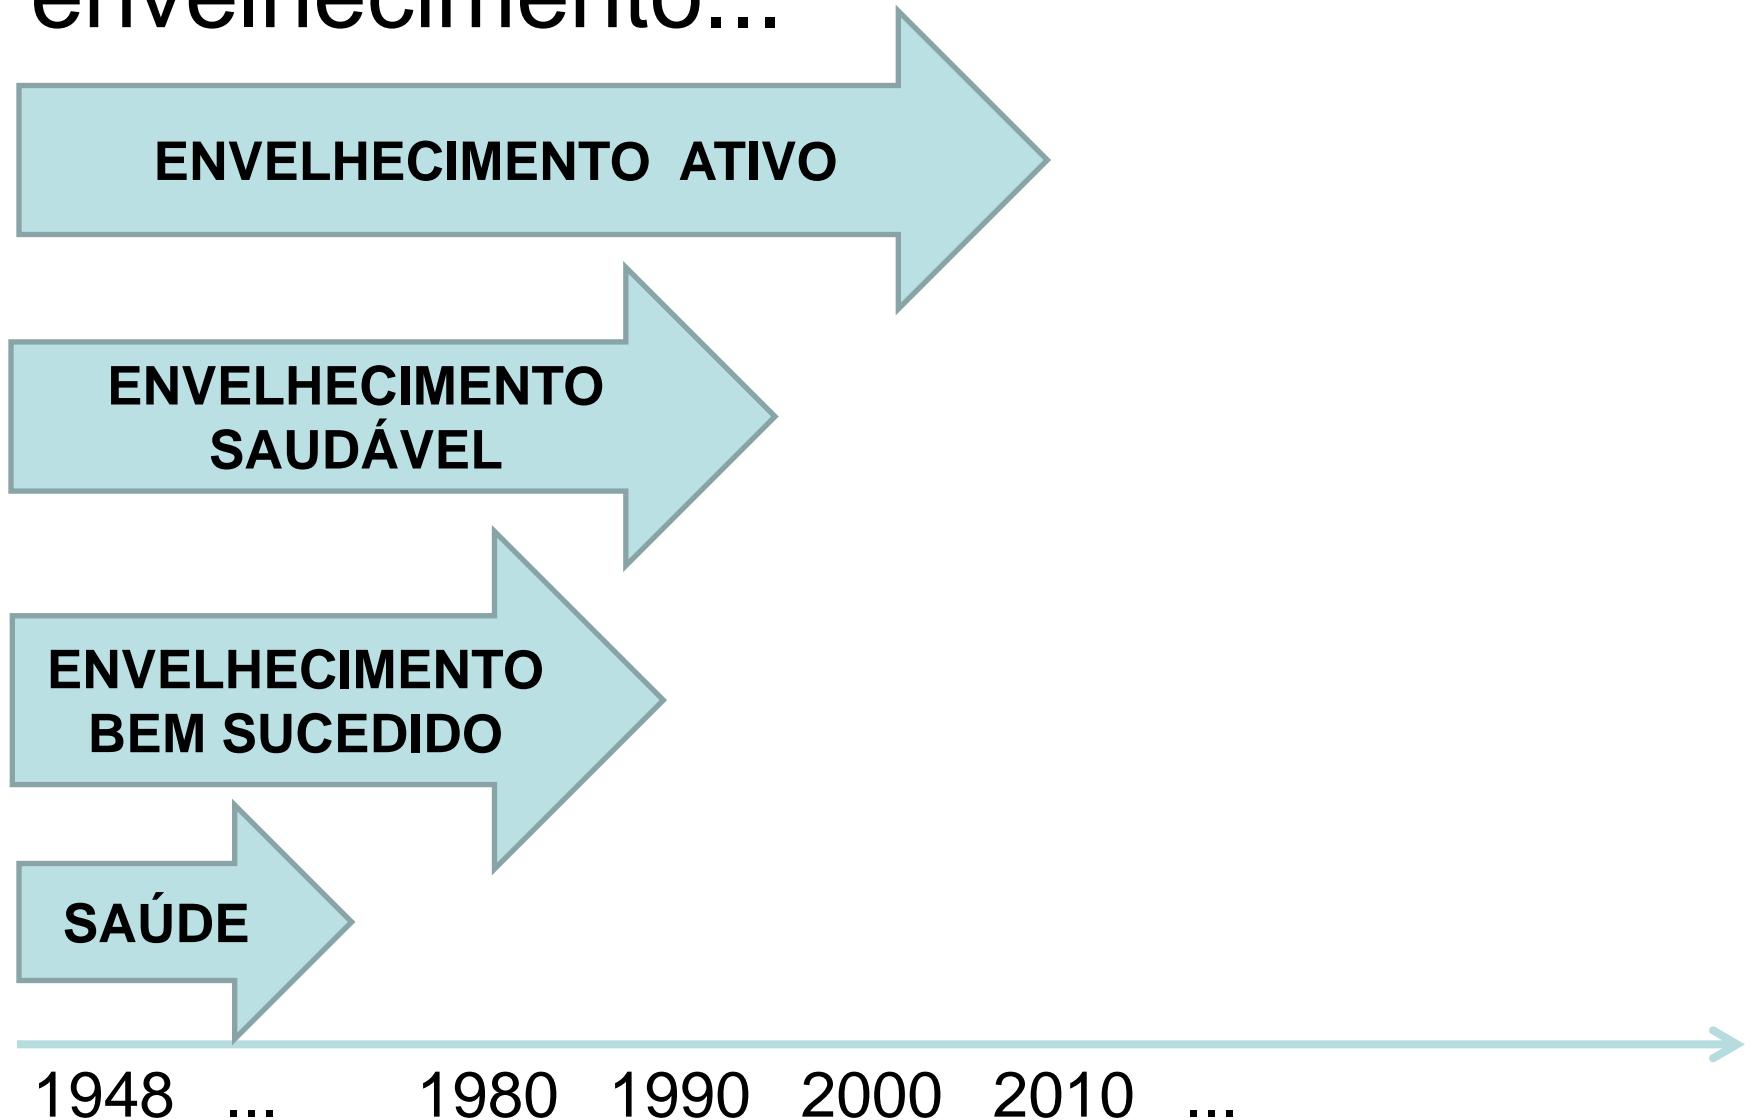 envelhecimento...
ENVELHECIMENTO ATIVO
ENVELHECIMENTO
SAUDÁVEL
ENVELHECIMENTO
BEM SUCEDIDO
SAÚDE
1948 ... 1980 1990 2000 2010 ...